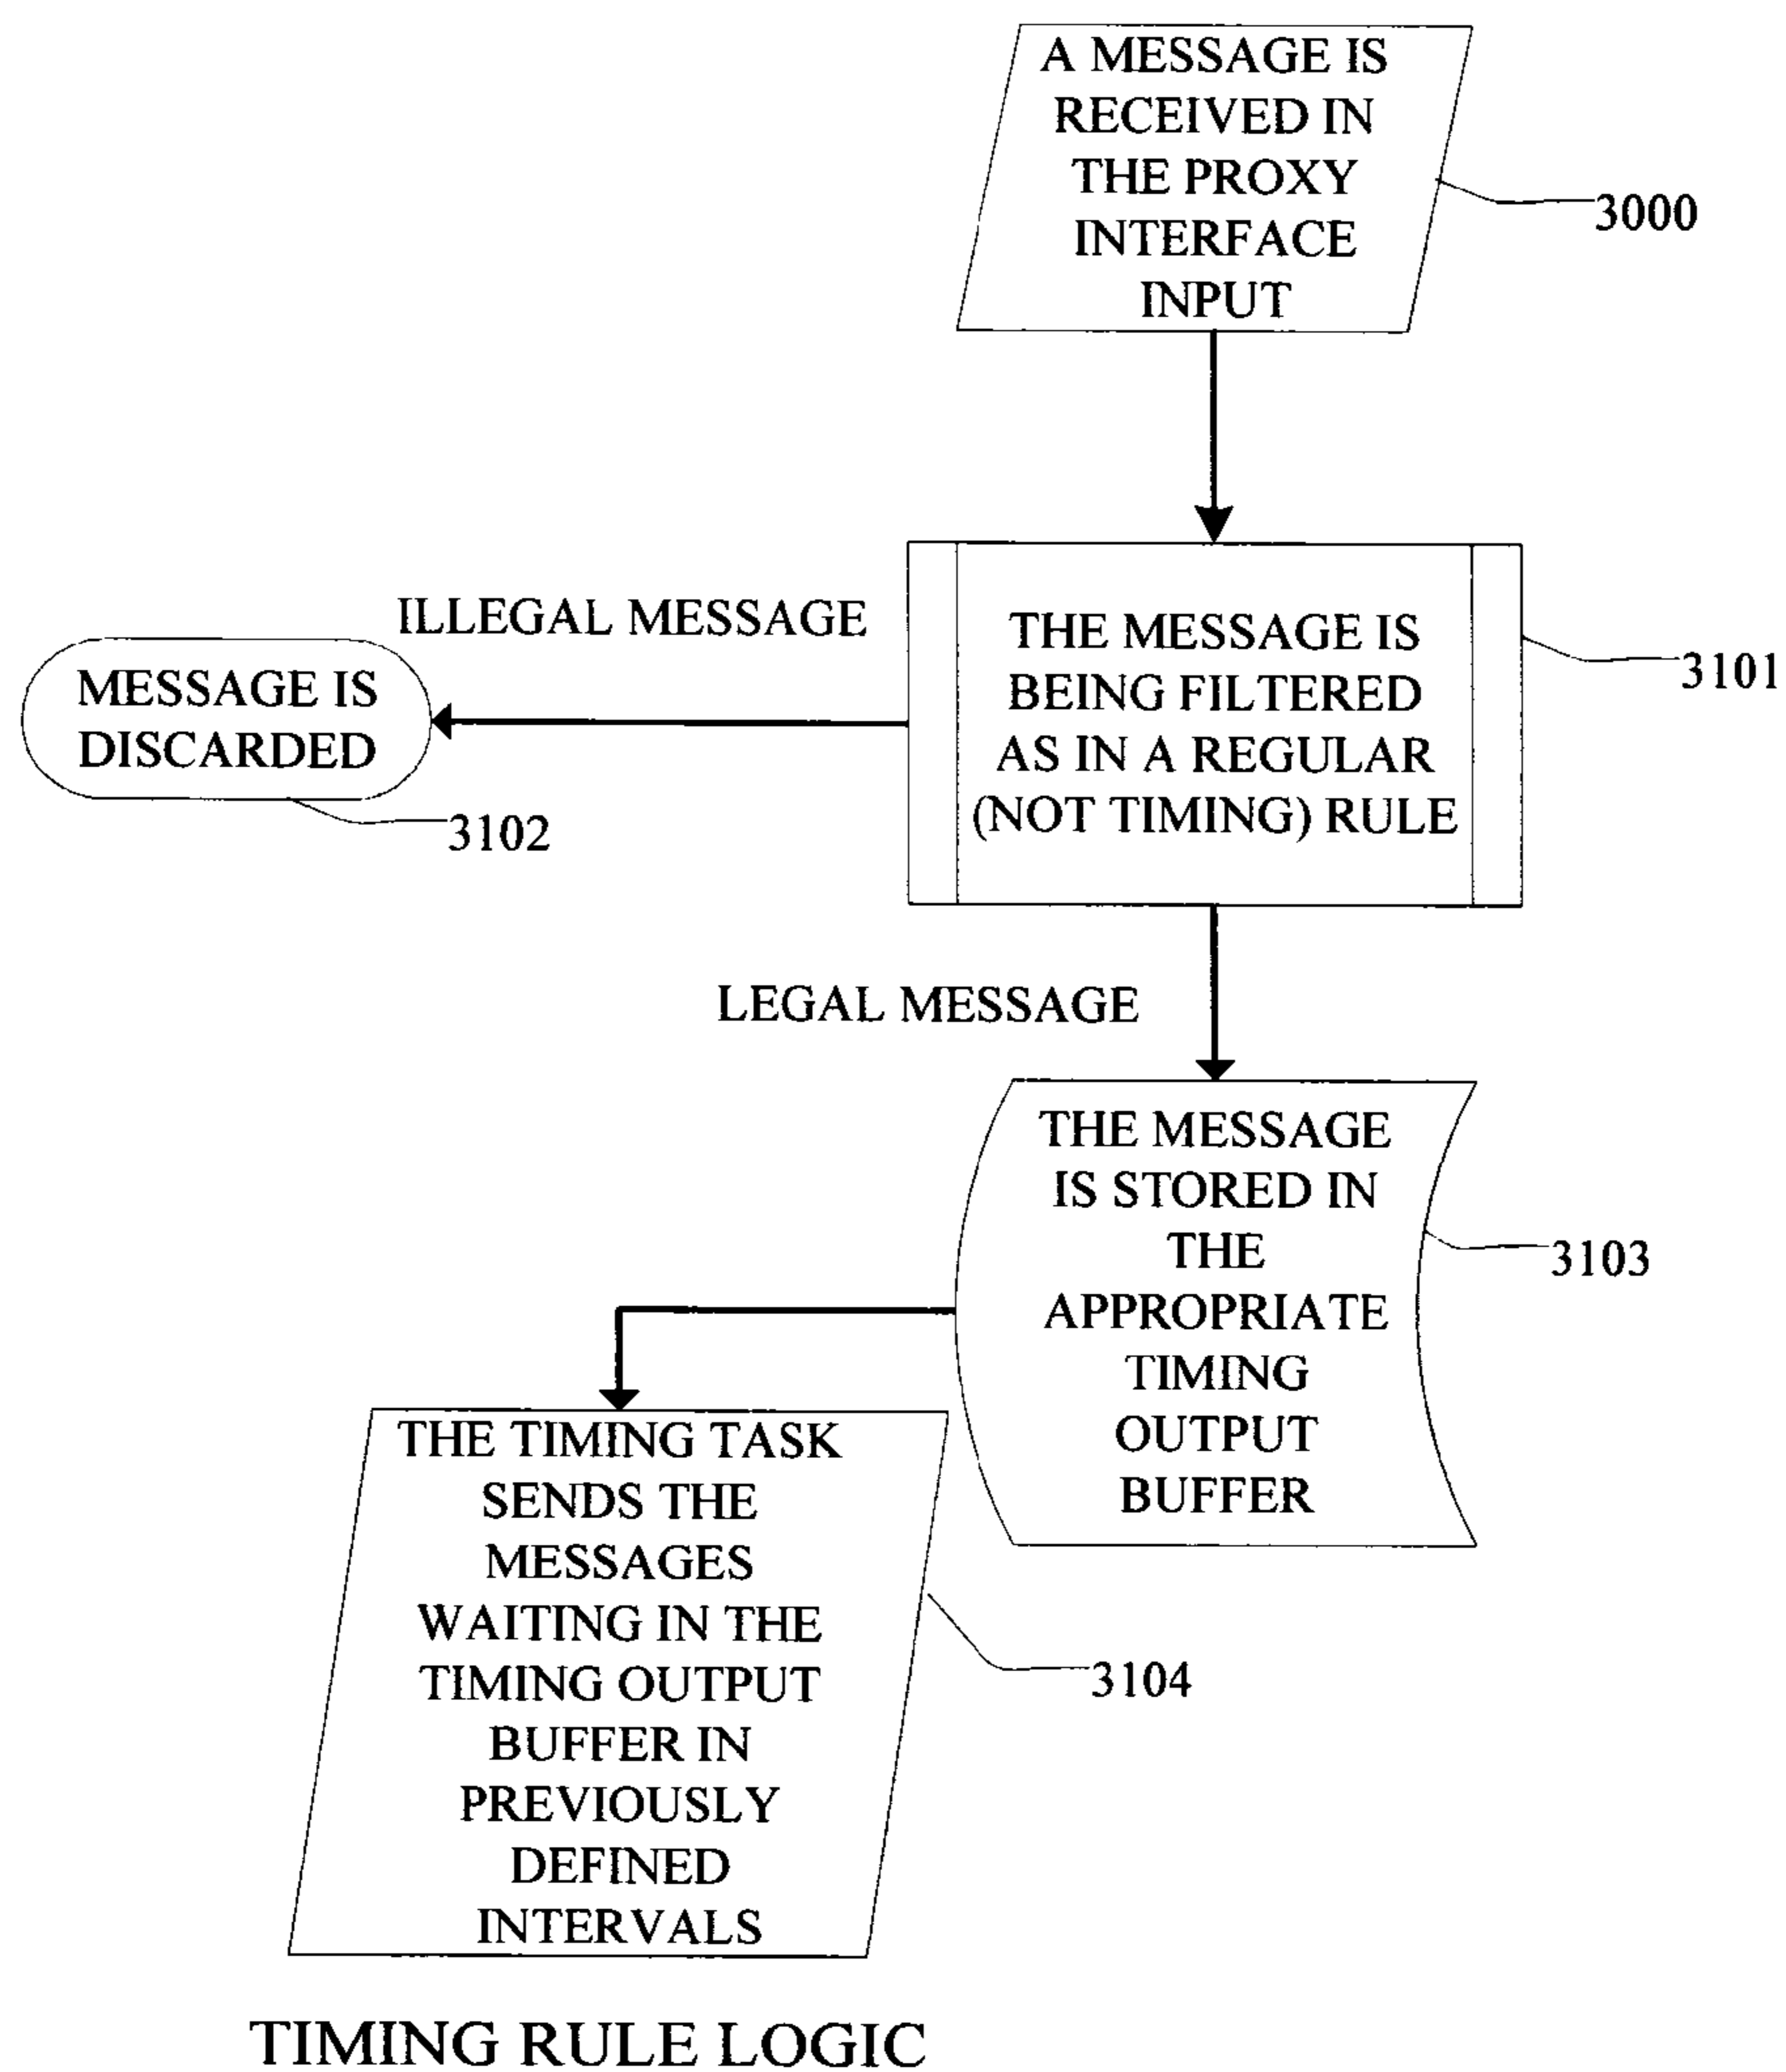 A MESSAGE IS
RECEIVED IN
THE PROXY
INTERFACE
INPUT
3000
ILLEGAL MESSAGE
THE MESSAGE IS
BEING FILTERED
AS IN A REGULAR
(NOT TIMING) RULE
3101
MESSAGE IS
DISCARDED
3102
LEGAL MESSAGE
THE MESSAGE
IS STORED IN
THE
APPROPRIATE
TIMING
OUTPUT
BUFFER
3103
THE TIMING TASK
SENDS THE
MESSAGES
WAITING IN THE
TIMING OUTPUT
BUFFER IN
PREVIOUSLY
DEFINED
INTERVALS
3104
TIMING RULE LOGIC